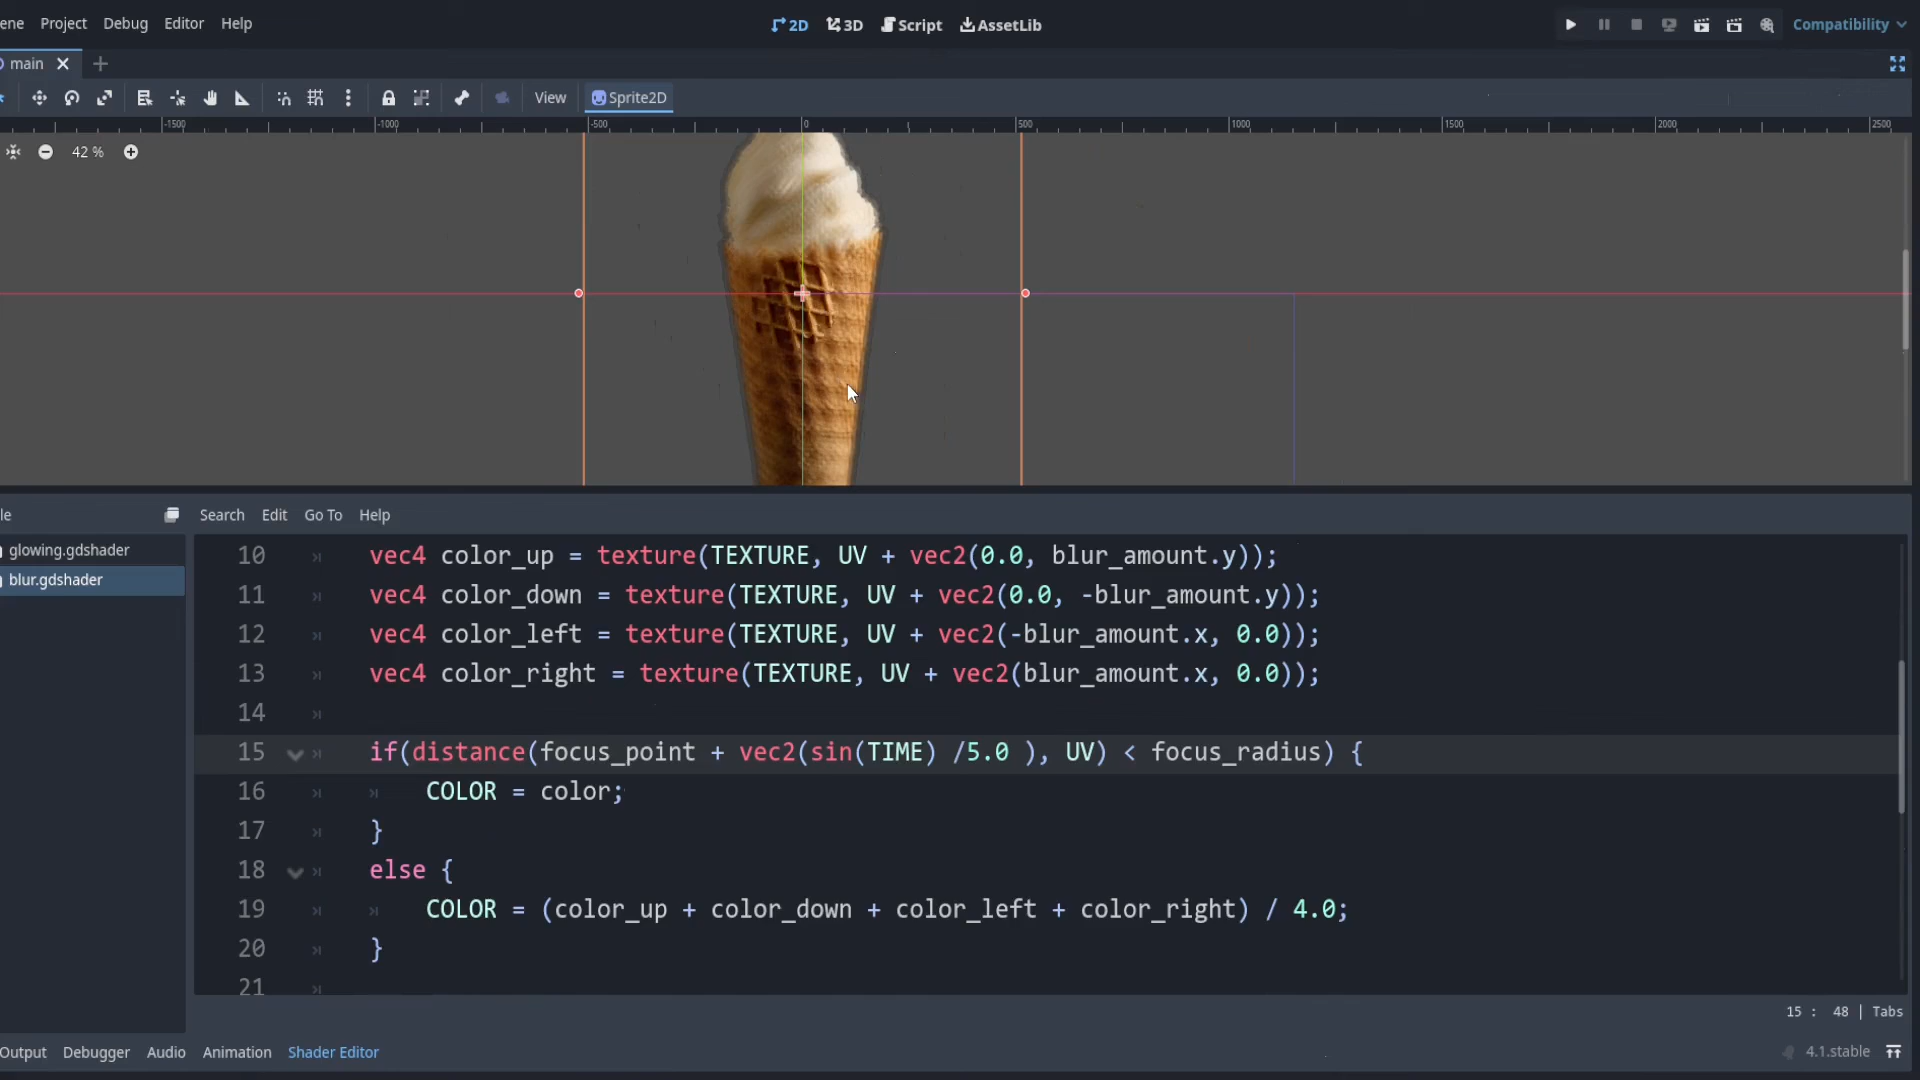 ene Project Debug Editor Help
2D 3D Script AssetLib
Compatibility
main
View Sprite2D
-1500 -1000 -500 0 500 1000 1500 2000 2500
42 %
le
Search Edit Go To Help
glowing.gdshader
blur.gdshader
10 vec4 color_up = texture(TEXTURE, UV + vec2(0.0, blur_amount.y));
11 vec4 color_down = texture(TEXTURE, UV + vec2(0.0, -blur_amount.y));
12 vec4 color_left = texture(TEXTURE, UV + vec2(-blur_amount.x, 0.0));
13 vec4 color_right = texture(TEXTURE, UV + vec2(blur_amount.x, 0.0));
14
15 if(distance(focus_point + vec2(sin(TIME) /5.0 ), UV) < focus_radius) {
16 COLOR = color;
17 }
18 else {
19 COLOR = (color_up + color_down + color_left + color_right) / 4.0;
20 }
21
15 : 48 | Tabs
Output Debugger Audio Animation Shader Editor
4.1.stable